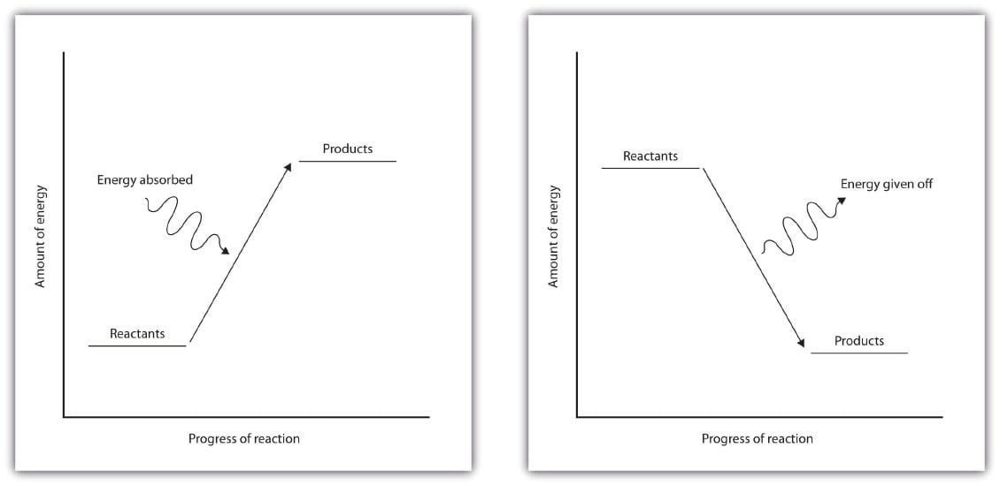 Products
Energy absorbed
Amount of energy
Reactants
Progress of reaction
Reactants
Energy given off
Amount of energy
Products
Progress of reaction